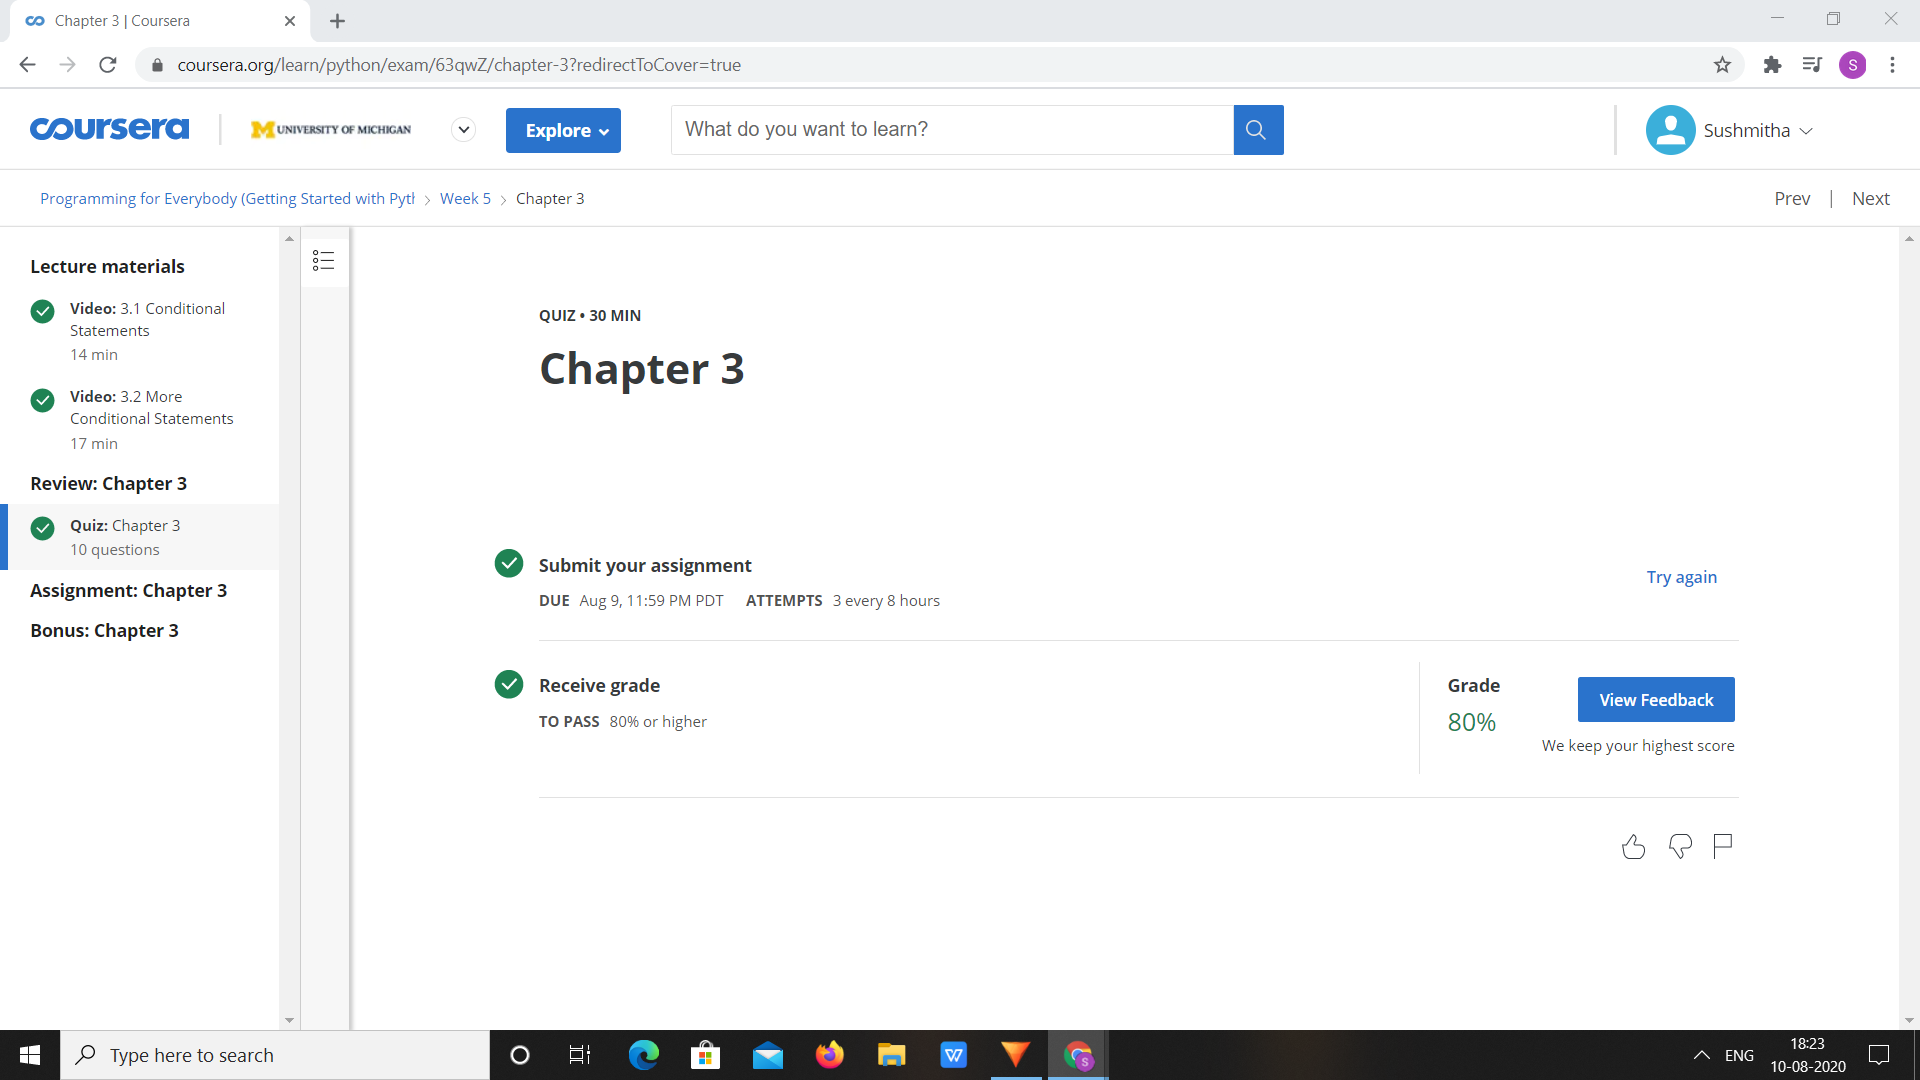 Chapter 3 | Coursera
coursera.org/learn/python/exam/63qwZ/chapter-3?redirectToCover=true
S
coursera
M UNIVERSITY OF MICHIGAN
Explore
What do you want to learn?
Sushmitha
Programming for Everybody (Getting Started with Pyth
Week 5
Chapter 3
Prev | Next
Lecture materials
Video: 3.1 Conditional
Statements
14 min
Video: 3.2 More
Conditional Statements
17 min
Review: Chapter 3
Quiz: Chapter 3
10 questions
Assignment: Chapter 3
Bonus: Chapter 3
QUIZ • 30 MIN
Chapter 3
Submit your assignment
DUE Aug 9, 11:59 PM PDT ATTEMPTS 3 every 8 hours
Try again
Receive grade
TO PASS 80% or higher
Grade
80%
View Feedback
We keep your highest score
Type here to search
W
S
ENG
18:23
10-08-2020